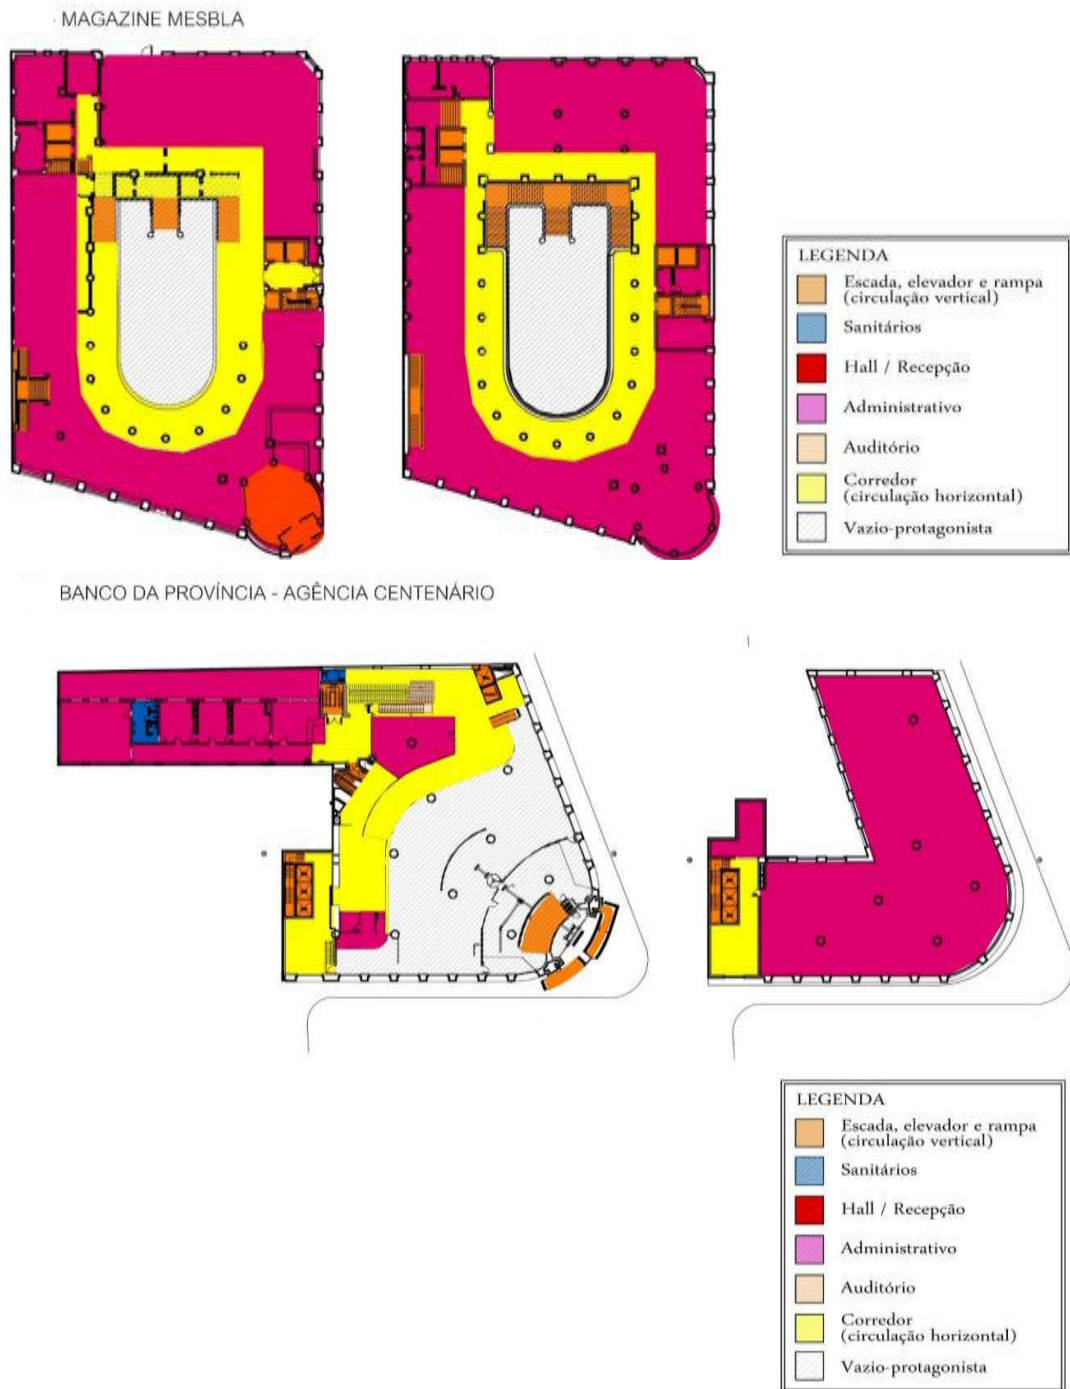 MAGAZINE MESBLA
LEGENDA
Escada, elevador e rampa
(circulação vertical)
Sanitários
Hall / Recepção
Administrativo
Auditório
Corredor
(circulação horizontal)
Vazio-protagonista
BANCO DA PROVÍNCIA - AGÊNCIA CENTENÁRIO
LEGENDA
Escada, elevador e rampa
(circulação vertical)
Sanitários
Hall / Recepção
Administrativo
Auditório
Corredor
(circulação horizontal)
Vazio-protagonista